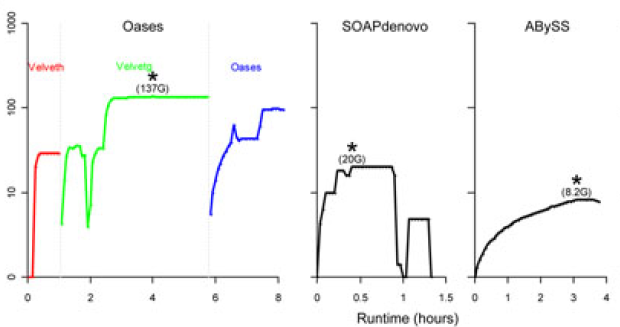 Oases SOAPdenovo ABySS
1000
Velveth Velvetg Oases
*
(137G)
100
*
(20G)
*
(8.2G)
10
0
0 2 4 6 8 0 0.5 1 1.5 0 1 2 3 4
Runtime (hours)